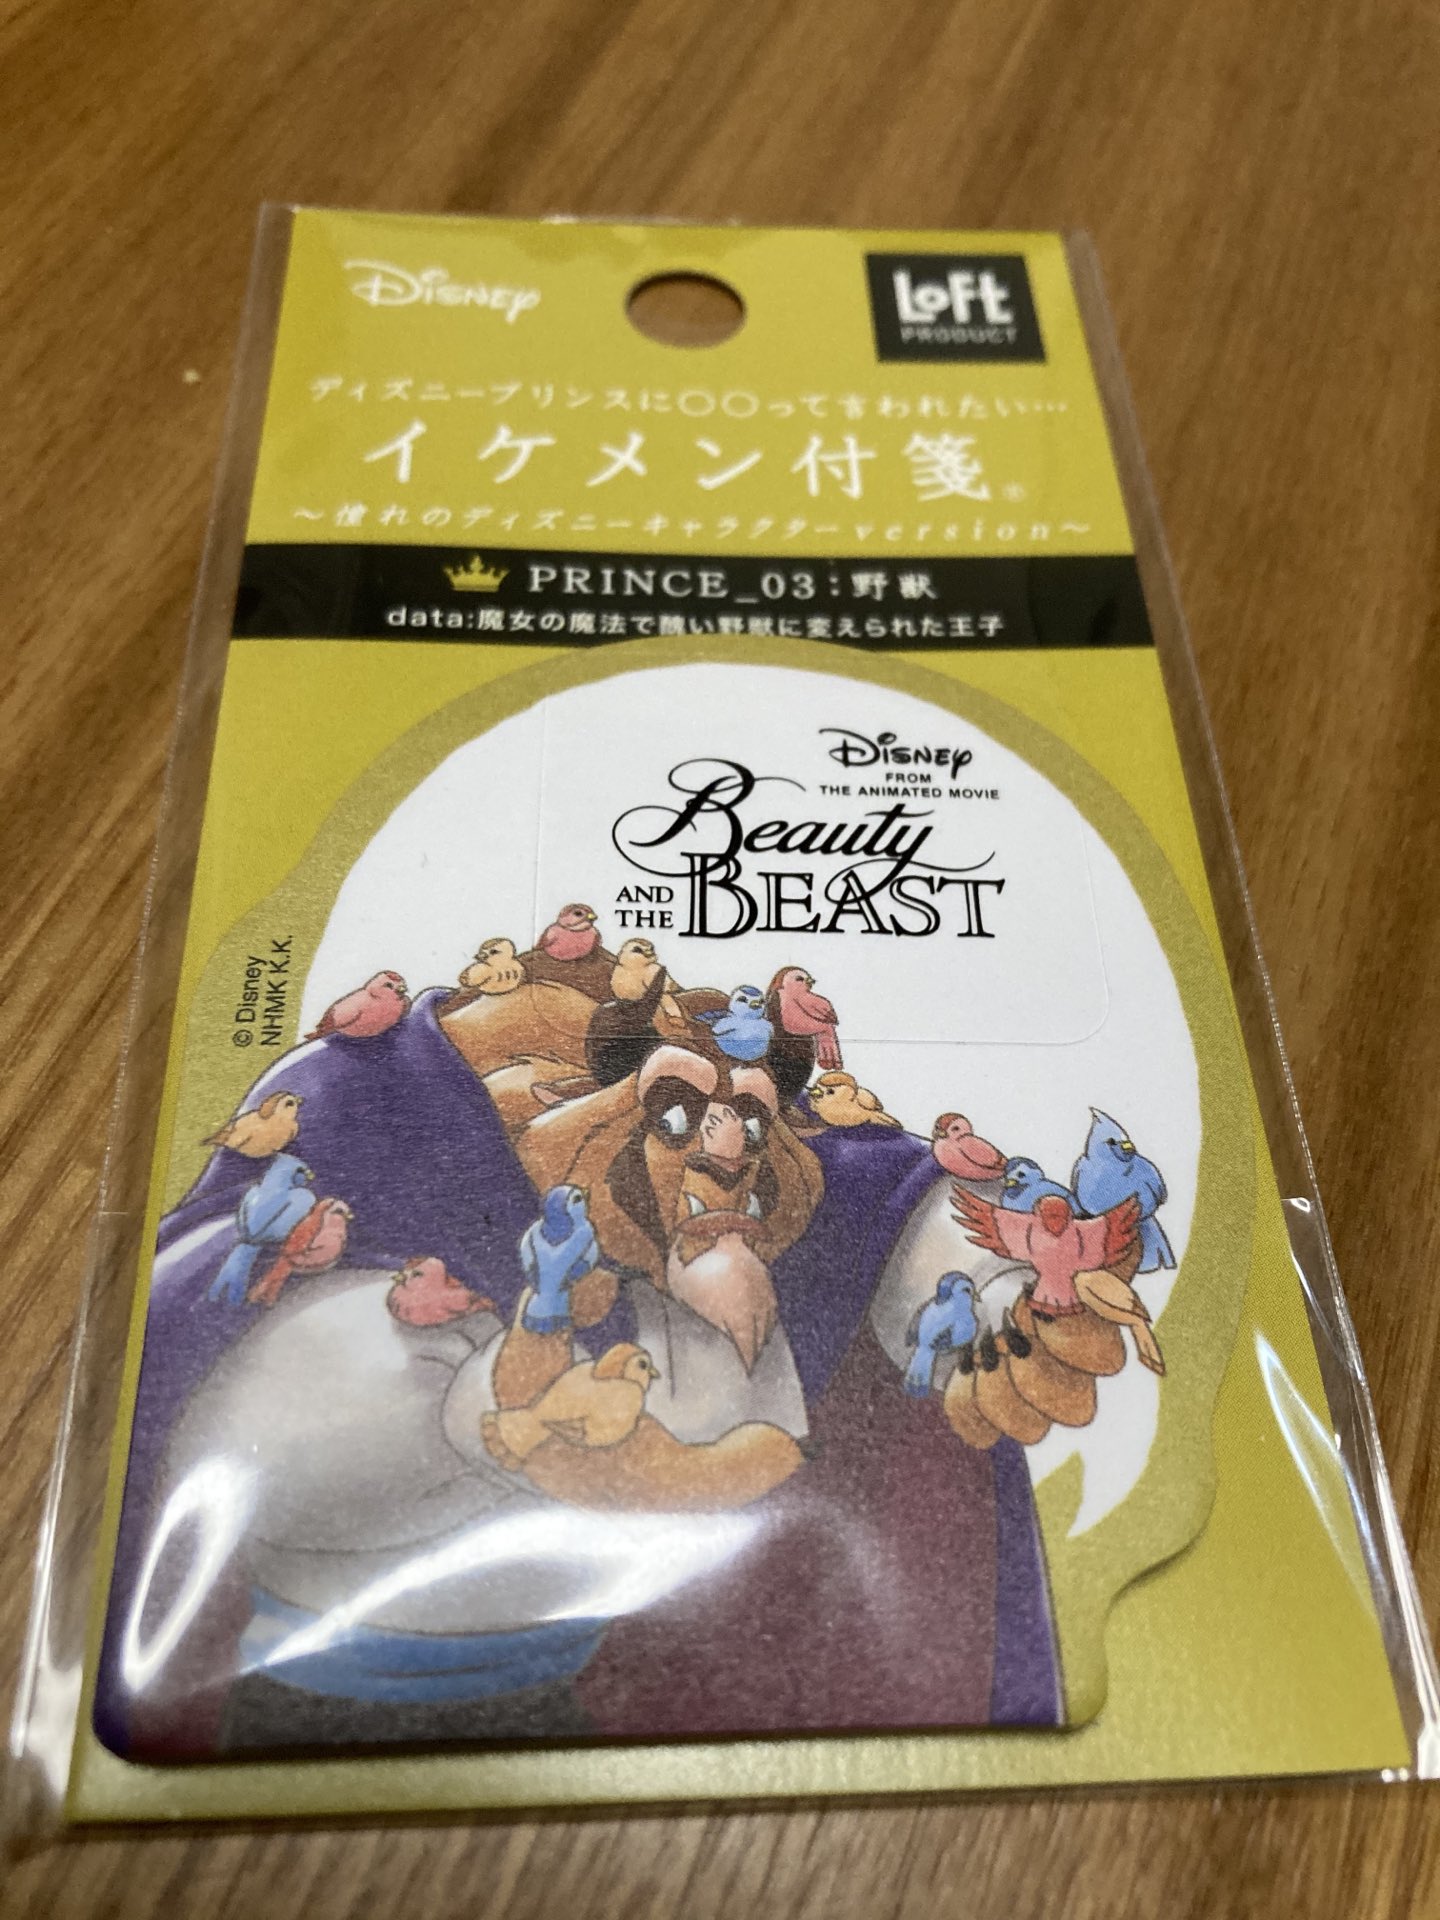 Disney
LoFt
PRODUCT
ディズニープリンスに〇〇って言われたい…
イケメン付箋
～憧れのディズニーキャラクターversion～
PRINCE_03:野獣
data:魔女の魔法で醜い野獣に変えられた王子
Disney
FROM
THE ANIMATED MOVIE
Beauty
AND THE BEAST
© Disney
NHMK K.K.